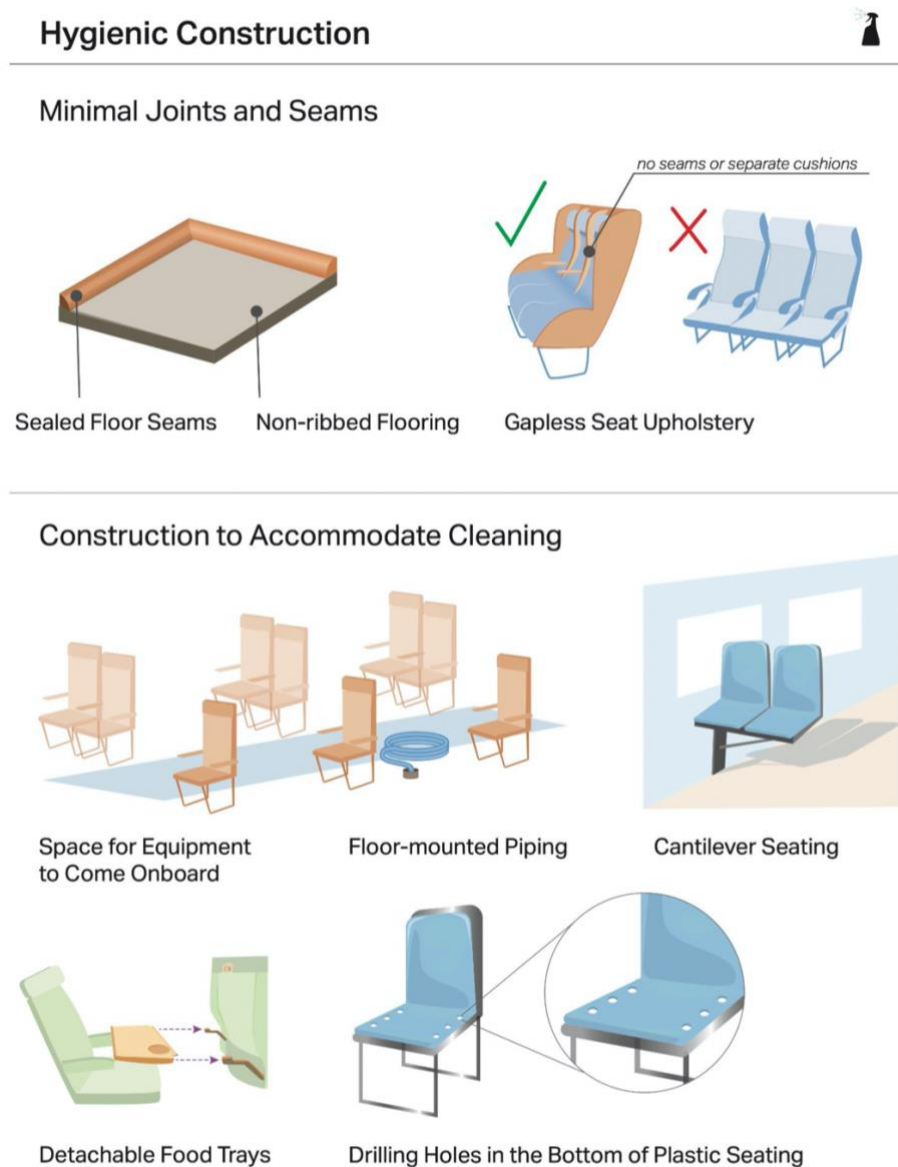 Hygienic Construction
Minimal Joints and Seams
no seams or separate cushions
Sealed Floor Seams
Non-ribbed Flooring
Gapless Seat Upholstery
Construction to Accommodate Cleaning
Space for Equipment
to Come Onboard
Floor-mounted Piping
Cantilever Seating
Detachable Food Trays
Drilling Holes in the Bottom of Plastic Seating